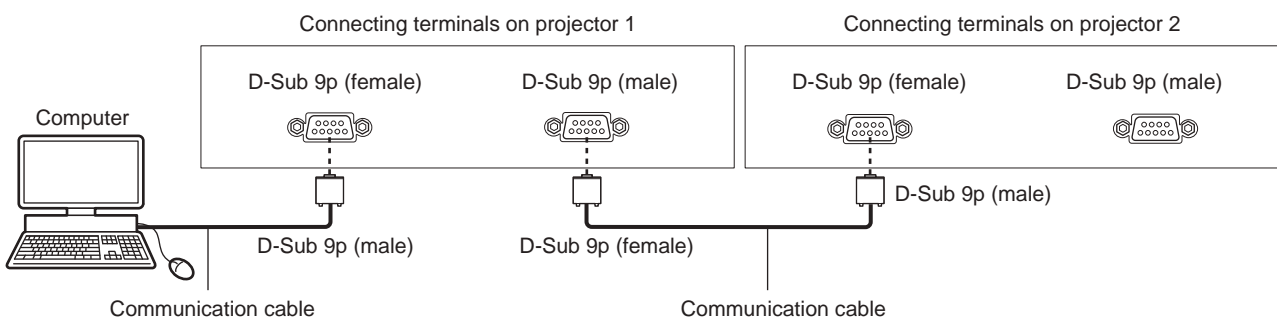 Connecting terminals on projector 1
Connecting terminals on projector 2
D-Sub 9p (female)
D-Sub 9p (male)
D-Sub 9p (female)
D-Sub 9p (male)
Computer
D-Sub 9p (male)
D-Sub 9p (male)
D-Sub 9p (female)
Communication cable
Communication cable